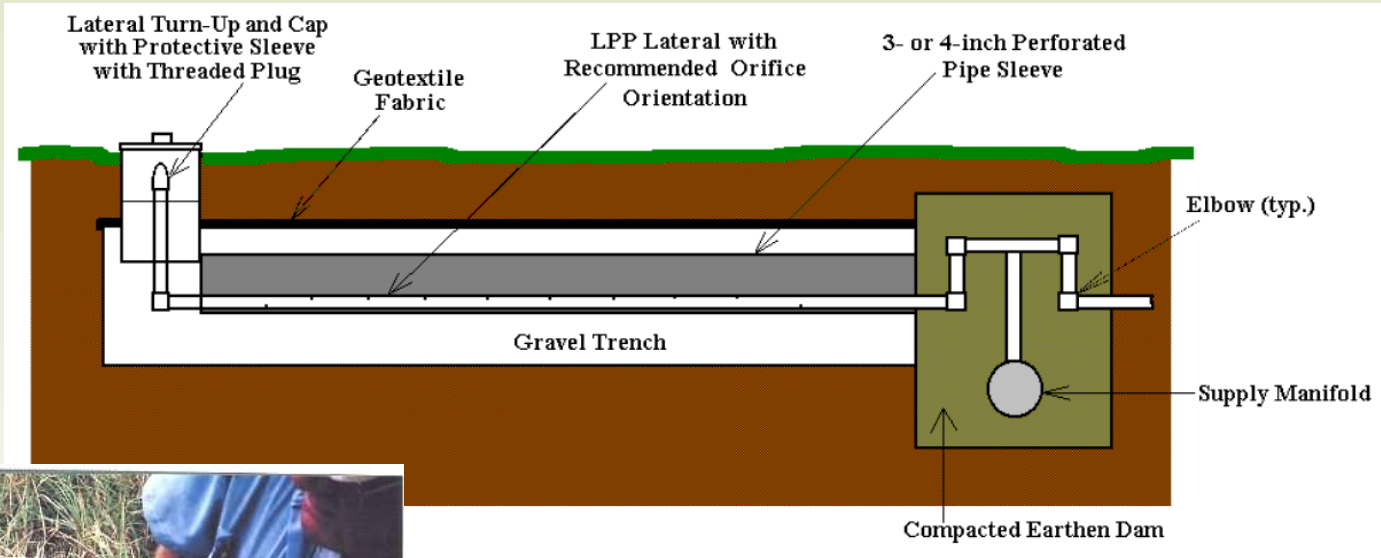 Lateral Turn-Up and Cap
with Protective Sleeve
with Threaded Plug
Geotextile
Fabric
LPP Lateral with
Recommended Orifice
Orientation
3- or 4-inch Perforated
Pipe Sleeve
Elbow (typ.)
Gravel Trench
Supply Manifold
Compacted Earthen Dam